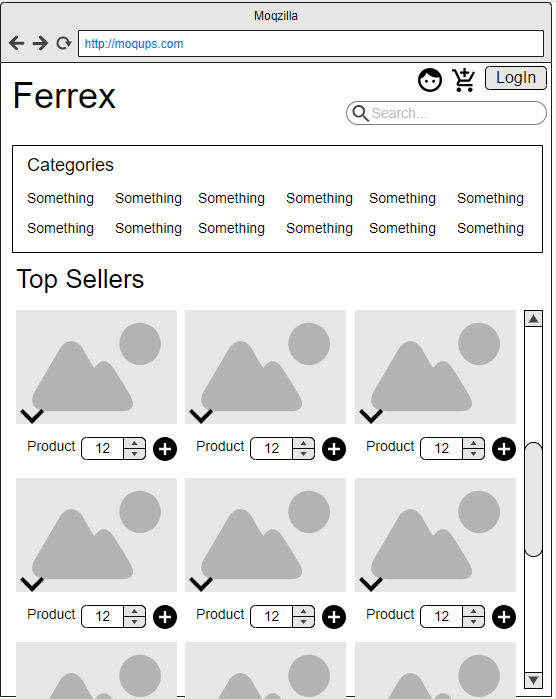 Moqzilla
http://moqups.com
LogIn
Ferrex
Search...
Categories
Something Something Something Something Something Something
Something Something Something Something Something Something
Top Sellers
Product 12 Product 12 Product 12
Product 12 Product 12 Product 12